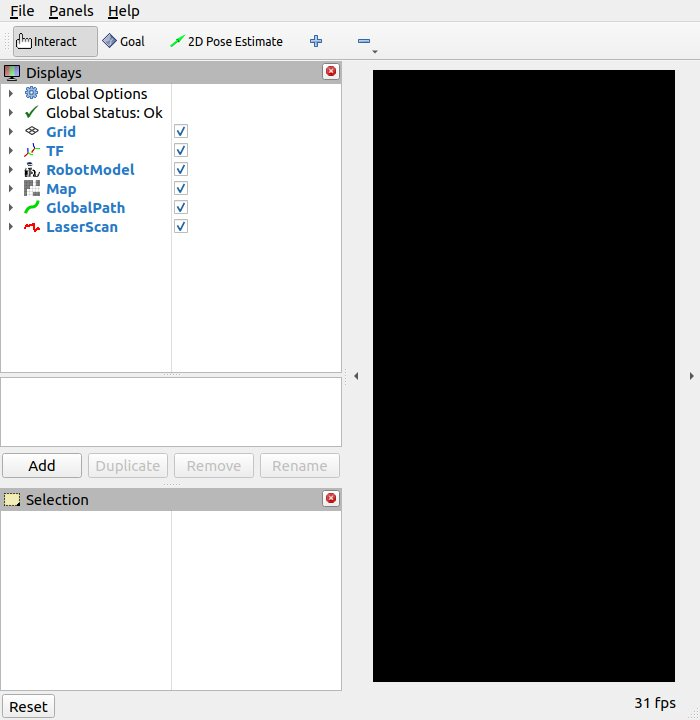 File Panels Help
Interact Goal 2D Pose Estimate
Displays
Global Options
Global Status: Ok
Grid
TF
RobotModel
Map
GlobalPath
LaserScan
Add Duplicate Remove Rename
Selection
Reset 31 fps